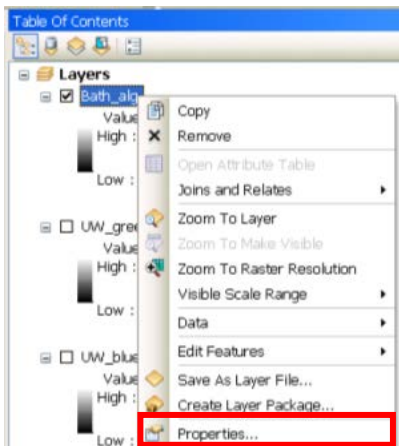 Table Of Contents
Layers
Bath_alg
Value
High :
Low :
UW_gree
Value
High :
Low :
UW_blue
Value
High :
Low :
Copy
Remove
Open Attribute Table
Joins and Relates
Zoom To Layer
Zoom To Make Visible
Zoom To Raster Resolution
Visible Scale Range
Data
Edit Features
Save As Layer File...
Create Layer Package...
Properties...